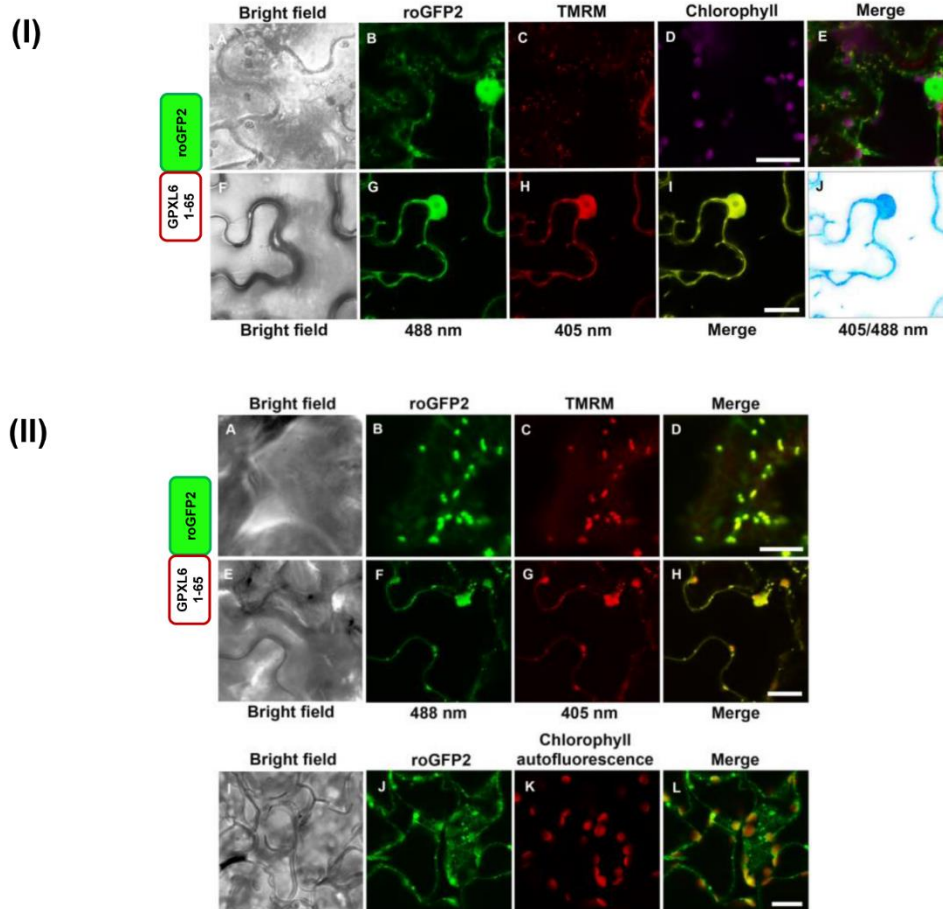 (I)
Bright field roGFP2 TMRM Chlorophyll Merge
A B C D E
roGFP2
GPXL6
1-65
F G H I J
Bright field 488 nm 405 nm Merge 405/488 nm
(II)
Bright field roGFP2 TMRM Merge
A B C D
roGFP2
GPXL6
1-65
E F G H
Bright field 488 nm 405 nm Merge
Bright field roGFP2 Chlorophyll
autofluorescence Merge
I J K L